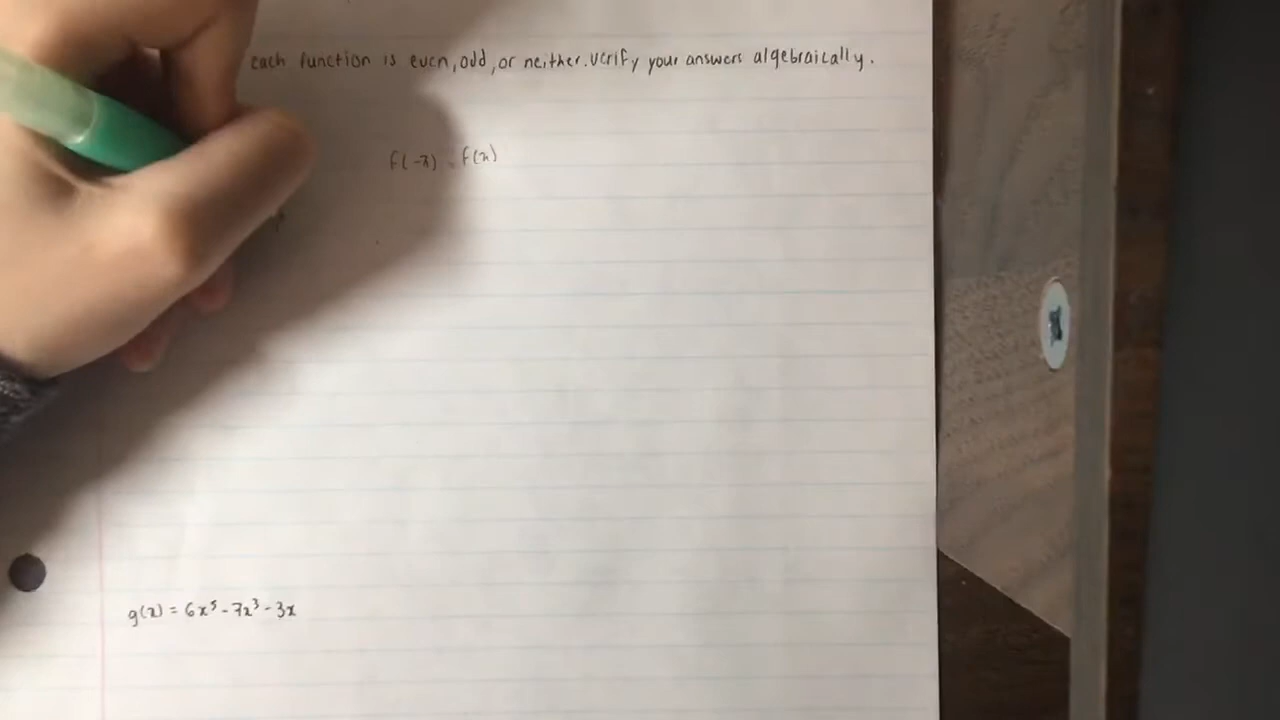 each function is even, odd, or neither. Verify your answers algebraically.
f(-x) = f(x)
g(x) = 6x⁵ - 7x³ - 3x